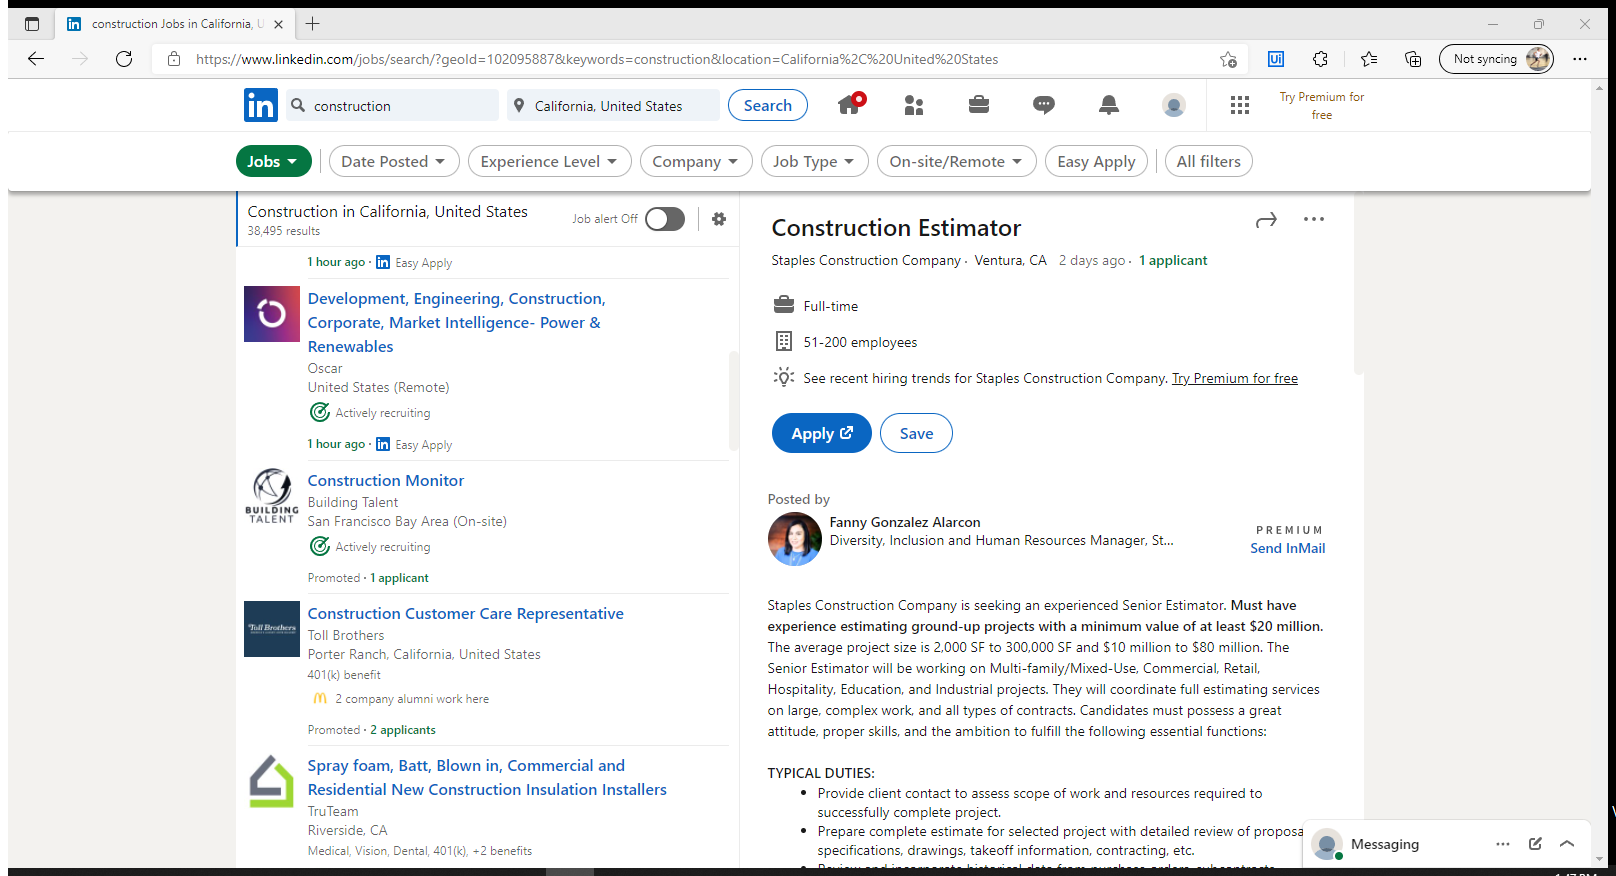 construction Jobs in California, U
https://www.linkedin.com/jobs/search/?geoId=102095887&keywords=construction&location=California%2C%20United%20States
Not syncing
in
construction
California, United States
Search
Try Premium for
free
Jobs
Date Posted
Experience Level
Company
Job Type
On-site/Remote
Easy Apply
All filters
Construction in California, United States
38,495 results
Job alert Off
1 hour ago · in Easy Apply
Development, Engineering, Construction,
Corporate, Market Intelligence- Power &
Renewables
Oscar
United States (Remote)
Actively recruiting
1 hour ago · in Easy Apply
BUILDING
TALENT
Construction Monitor
Building Talent
San Francisco Bay Area (On-site)
Actively recruiting
Promoted · 1 applicant
Toll Brothers
Construction Customer Care Representative
Toll Brothers
Porter Ranch, California, United States
401(k) benefit
2 company alumni work here
Promoted · 2 applicants
Spray foam, Batt, Blown in, Commercial and
Residential New Construction Insulation Installers
TruTeam
Riverside, CA
Medical, Vision, Dental, 401(k), +2 benefits
Construction Estimator
Staples Construction Company · Ventura, CA 2 days ago · 1 applicant
Full-time
51-200 employees
See recent hiring trends for Staples Construction Company. Try Premium for free
Apply
Save
Posted by
Fanny Gonzalez Alarcon
Diversity, Inclusion and Human Resources Manager, St...
PREMIUM
Send InMail
Staples Construction Company is seeking an experienced Senior Estimator. Must have
experience estimating ground-up projects with a minimum value of at least $20 million.
The average project size is 2,000 SF to 300,000 SF and $10 million to $80 million. The
Senior Estimator will be working on Multi-family/Mixed-Use, Commercial, Retail,
Hospitality, Education, and Industrial projects. They will coordinate full estimating services
on large, complex work, and all types of contracts. Candidates must possess a great
attitude, proper skills, and the ambition to fulfill the following essential functions:
TYPICAL DUTIES:
• Provide client contact to assess scope of work and resources required to
successfully complete project.
• Prepare complete estimate for selected project with detailed review of proposa
specifications, drawings, takeoff information, contracting, etc.
Messaging